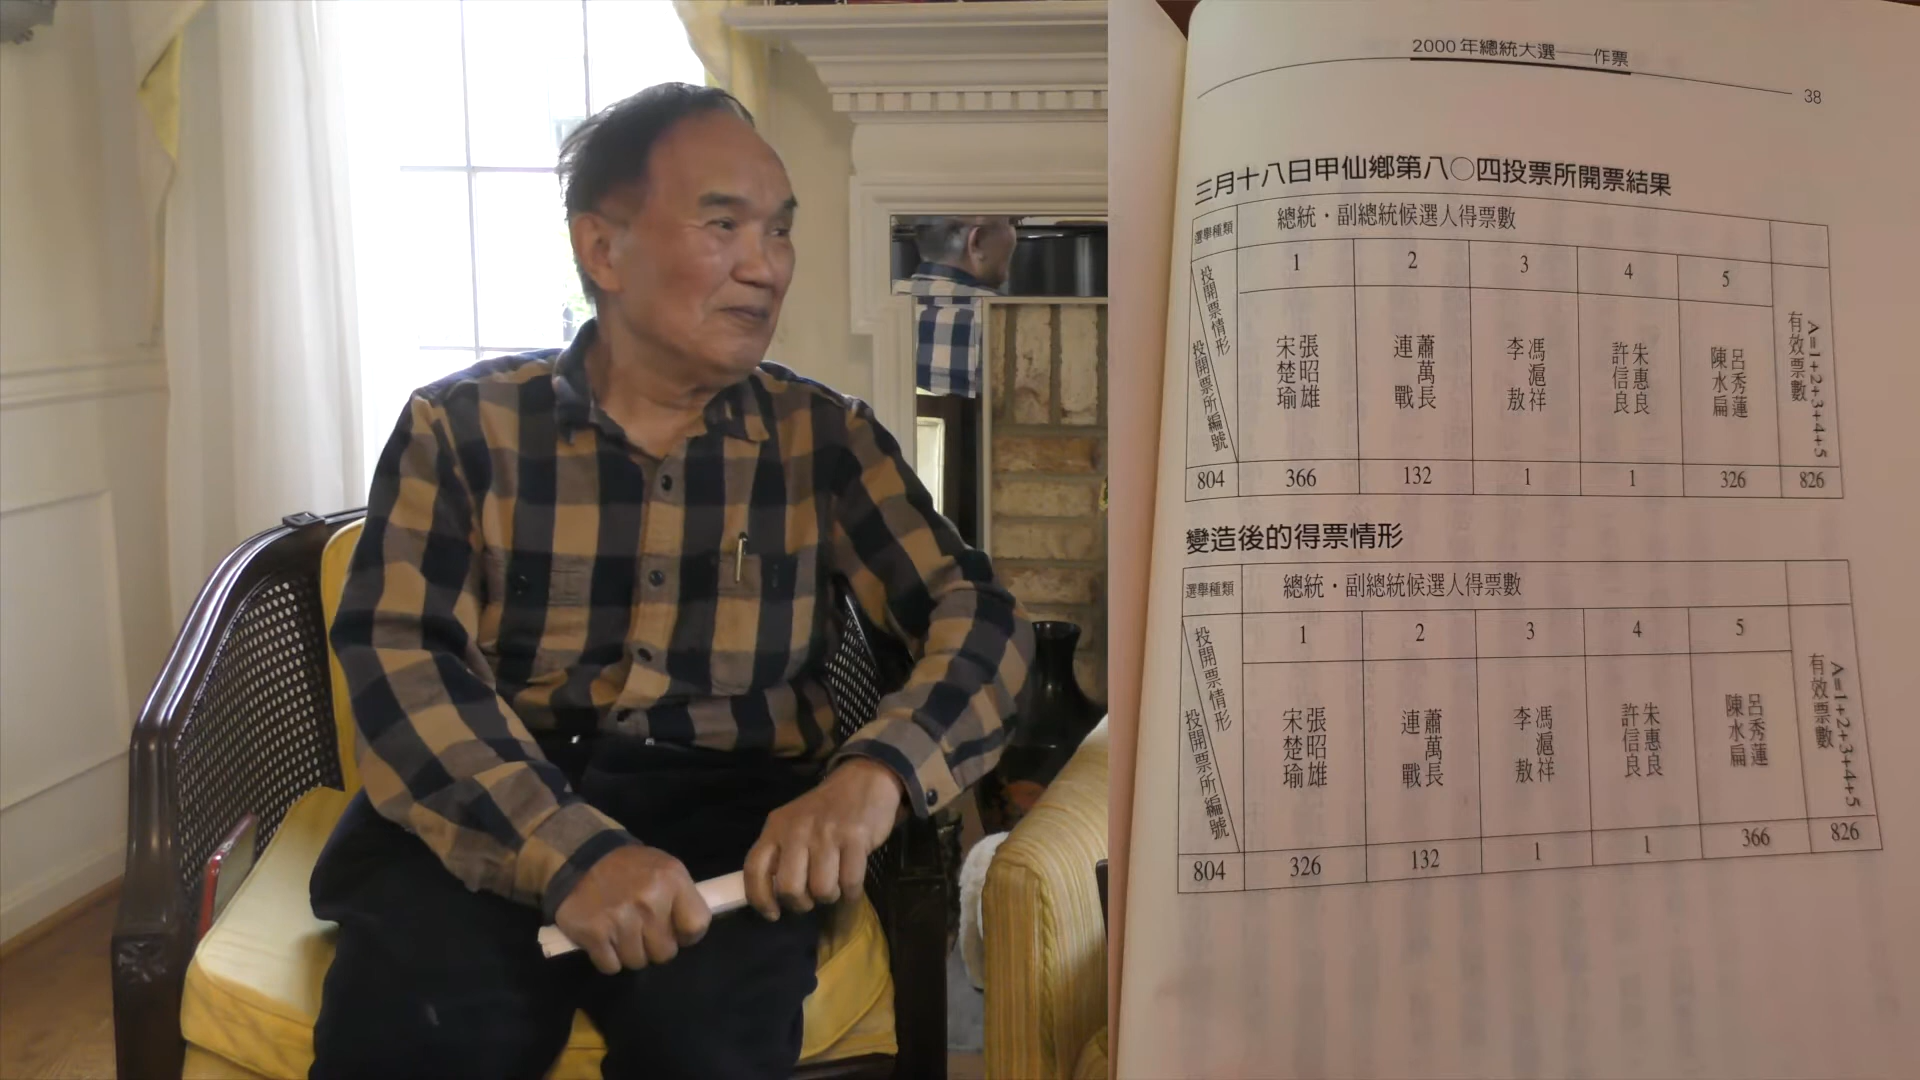 2000年總統大選——作票
38
三月十八日甲仙鄉第八〇四投票所開票結果
選舉種類
總統・副總統候選人得票數
投開票情形
投開票所編號
1
2
3
4
5
宋楚瑜
張昭雄
連戰
蕭萬長
李敖
馮滬祥
許信良
朱惠良
陳水扁
呂秀蓮
有效票數
A=1+2+3+4+5
804 366 132 1 1 326 826
變造後的得票情形
選舉種類
總統・副總統候選人得票數
投開票情形
投開票所編號
1
2
3
4
5
宋楚瑜
張昭雄
連戰
蕭萬長
李敖
馮滬祥
許信良
朱惠良
陳水扁
呂秀蓮
有效票數
A=1+2+3+4+5
804 326 132 1 1 366 826